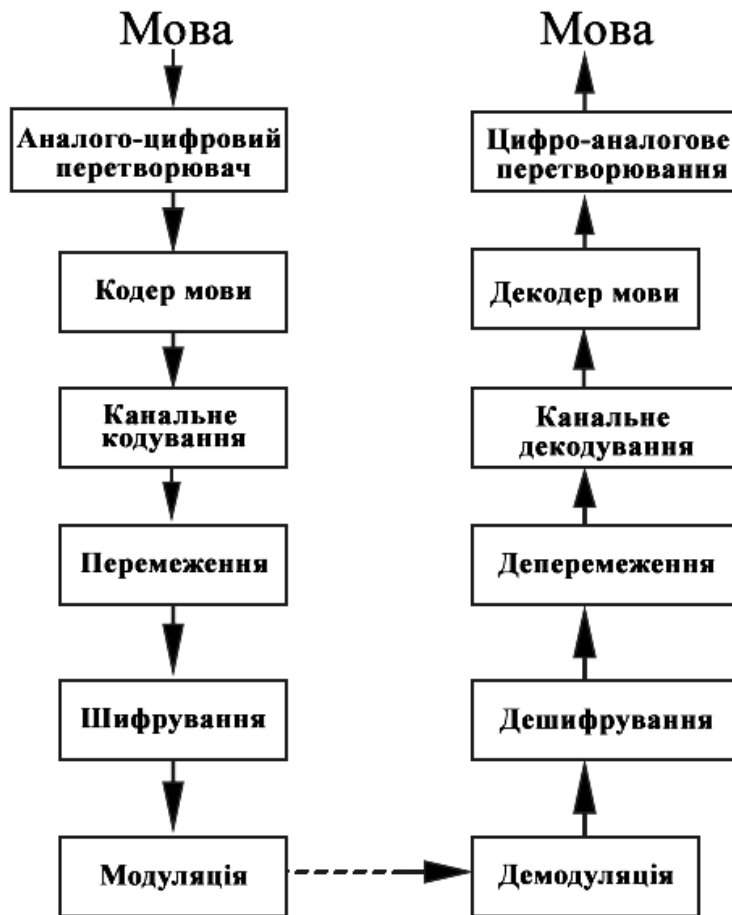 Мова
Аналого-цифровий
перетворювач
Кодер мови
Канальне
кодування
Перемеження
Шифрування
Модуляція
Мова
Цифро-аналогове
перетворювання
Декодер мови
Канальне
декодування
Деперемеження
Дешифрування
Демодуляція